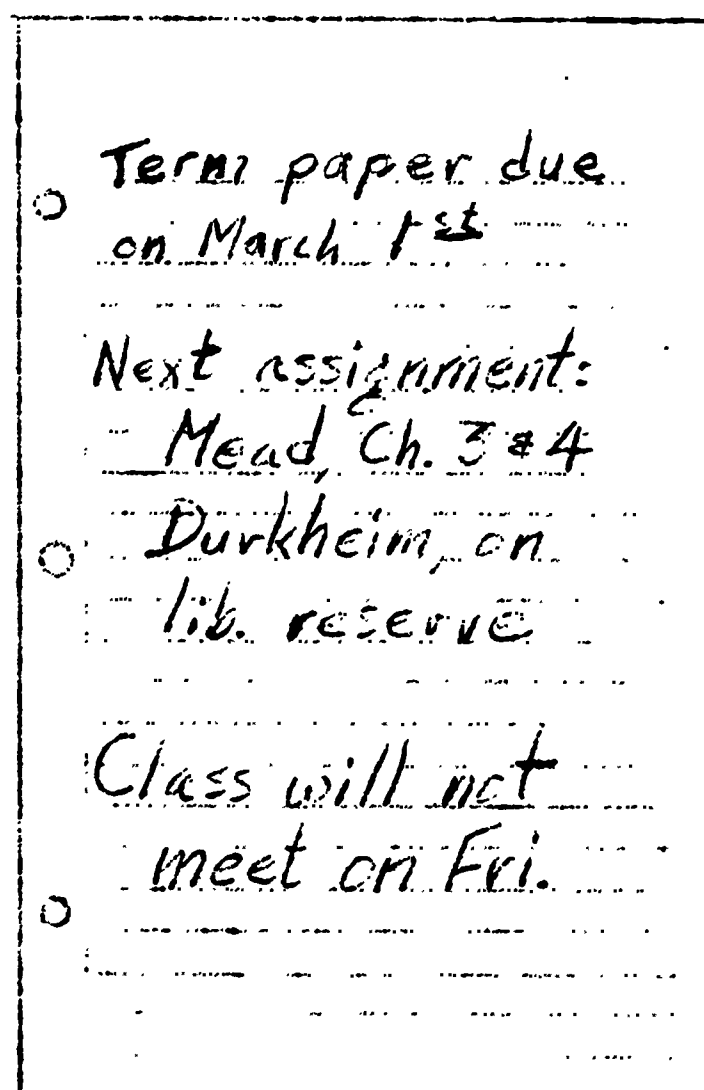 Term paper due
on March 1st
Next assignment:
Mead, Ch. 3 & 4
Durkheim, on
lib. reserve
Class will not
meet on Fri.